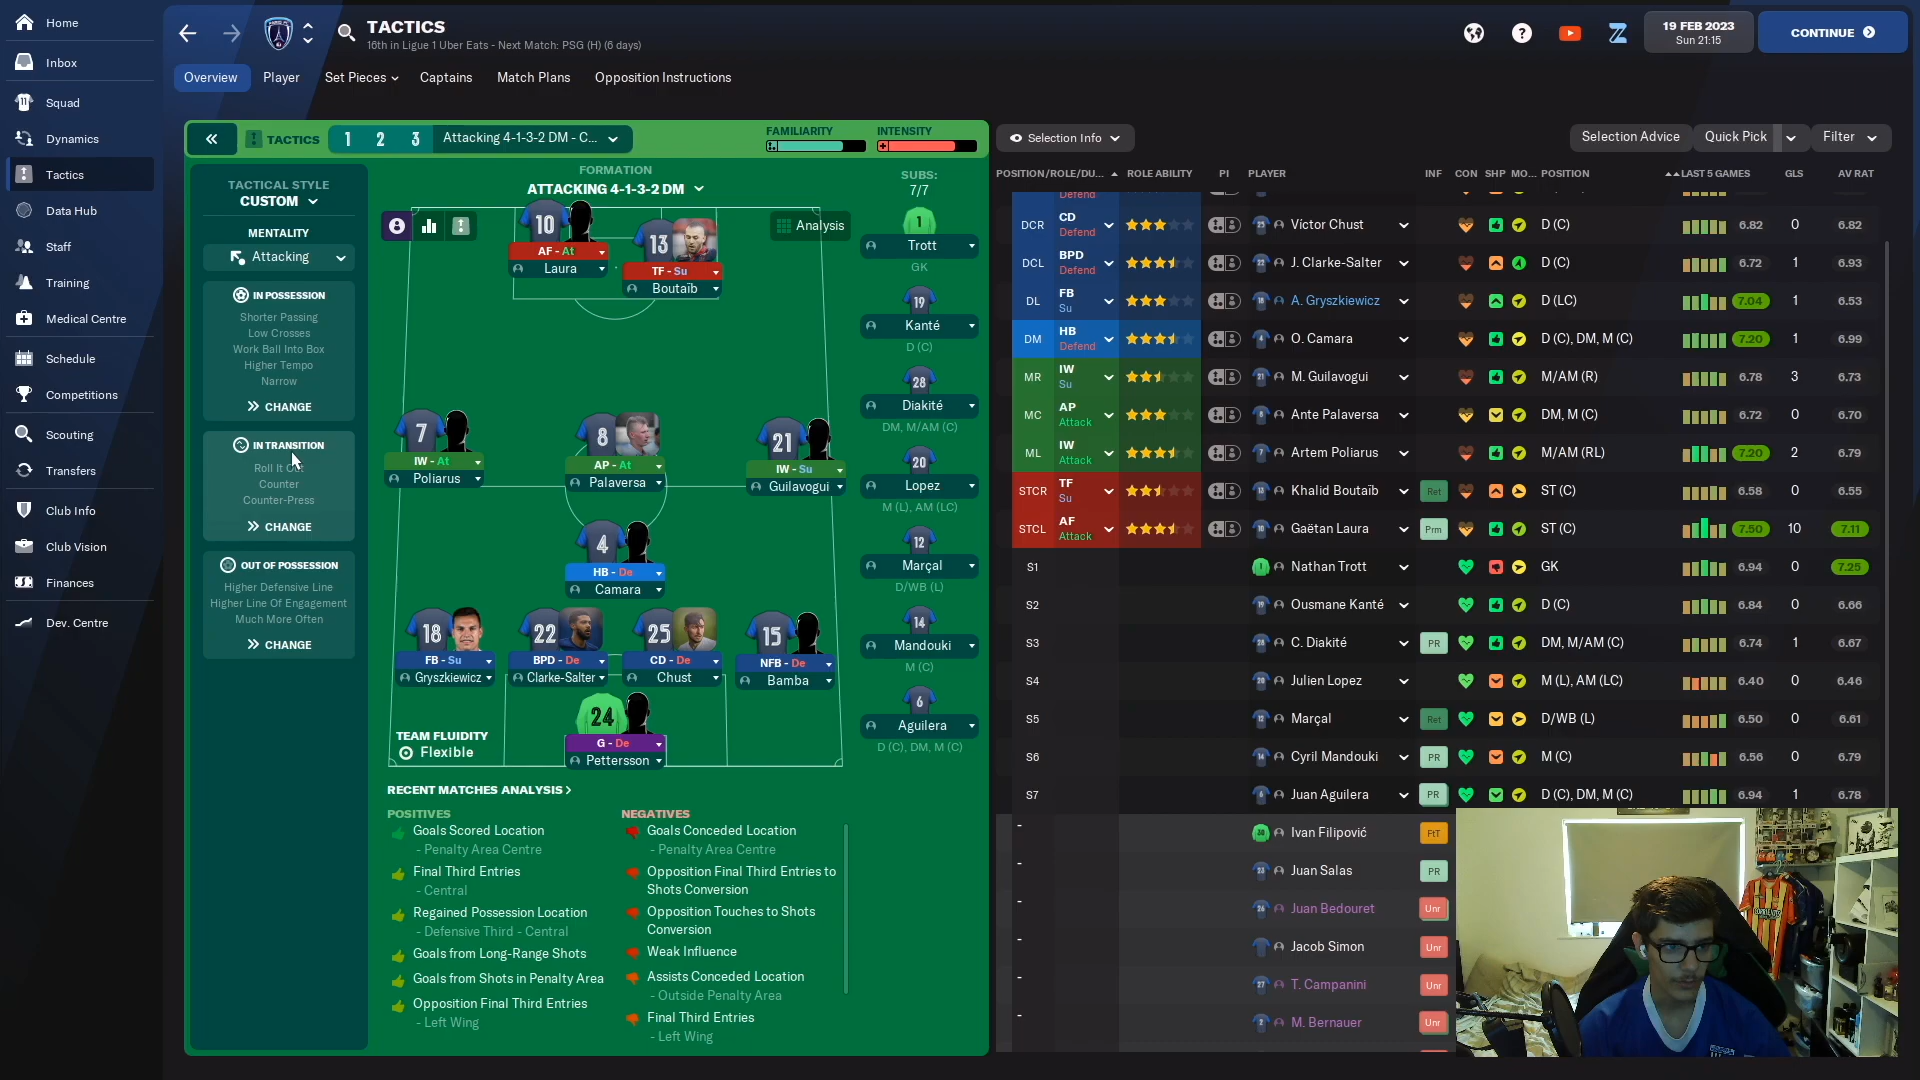 Home
Inbox
Squad
Dynamics
Tactics
Data Hub
Staff
Training
Medical Centre
Schedule
Competitions
Scouting
Transfers
Club Info
Club Vision
Finances
Dev. Centre
TACTICS
16th in Ligue 1 Uber Eats - Next Match: PSG (H) (6 days)
19 FEB 2023
Sun 21:15
CONTINUE
Overview Player Set Pieces Captains Match Plans Opposition Instructions
TACTICS 1 2 3 Attacking 4-1-3-2 DM - C...
FAMILIARITY INTENSITY
TACTICAL STYLE
CUSTOM
MENTALITY
Attacking
IN POSSESSION
Shorter Passing
Low Crosses
Work Ball Into Box
Higher Tempo
Narrow
CHANGE
IN TRANSITION
Roll It Out
Counter
Counter-Press
CHANGE
OUT OF POSSESSION
Higher Defensive Line
Higher Line Of Engagement
Much More Often
CHANGE
FORMATION
ATTACKING 4-1-3-2 DM
Analysis
10
AF - At
Laura
13
TF - Su
Boutaïb
7
IW - At
Poliarus
8
AP - At
Palaversa
21
IW - Su
Guilavogui
4
HB - De
Camara
18
FB - Su
Gryszkiewicz
22
BPD - De
Clarke-Salter
25
CD - De
Chust
15
NFB - De
Bamba
24
G - De
Pettersson
TEAM FLUIDITY
Flexible
SUBS:
7/7
1
Trott
GK
19
Kanté
D (C)
28
Diakité
DM, M/AM (C)
20
Lopez
M (L), AM (LC)
12
Marçal
D/WB (L)
14
Mandouki
M (C)
6
Aguilera
D (C), DM, M (C)
RECENT MATCHES ANALYSIS >
POSITIVES
Goals Scored Location
- Penalty Area Centre
Final Third Entries
- Central
Regained Possession Location
- Defensive Third - Central
Goals from Long-Range Shots
Goals from Shots in Penalty Area
Opposition Final Third Entries
- Left Wing
NEGATIVES
Goals Conceded Location
- Penalty Area Centre
Opposition Final Third Entries to
Shots Conversion
Opposition Touches to Shots
Conversion
Weak Influence
Assists Conceded Location
- Outside Penalty Area
Final Third Entries
- Left Wing
Selection Info
Selection Advice Quick Pick Filter
POSITION/ROLE/DU... ROLE ABILITY PI PLAYER INF CON SHP MO... POSITION LAST 5 GAMES GLS AV RAT
Defend
DCR CD Defend Víctor Chust D (C) 6.82 0 6.82
DCL BPD Defend J. Clarke-Salter D (C) 6.72 1 6.93
DL FB Su A. Gryszkiewicz D (LC) 7.04 1 6.53
DM HB Defend O. Camara D (C), DM, M (C) 7.20 1 6.99
MR IW Su M. Guilavogui M/AM (R) 6.78 3 6.73
MC AP Attack Ante Palaversa DM, M (C) 6.72 0 6.70
ML IW Attack Artem Poliarus M/AM (RL) 7.20 2 6.79
STCR TF Su Khalid Boutaïb Ret ST (C) 6.58 0 6.55
STCL AF Attack Gaëtan Laura Prm ST (C) 7.50 10 7.11
S1 Nathan Trott GK 6.94 0 7.25
S2 Ousmane Kanté D (C) 6.84 0 6.66
S3 C. Diakité PR DM, M/AM (C) 6.74 1 6.67
S4 Julien Lopez M (L), AM (LC) 6.40 0 6.46
S5 Marçal Ret D/WB (L) 6.50 0 6.61
S6 Cyril Mandouki PR M (C) 6.56 0 6.79
S7 Juan Aguilera PR D (C), DM, M (C) 6.94 1 6.78
- Ivan Filipović FtT
- Juan Salas PR
- Juan Bedouret Unr
- Jacob Simon Unr
- T. Campanini Unr
- M. Bernauer Unr